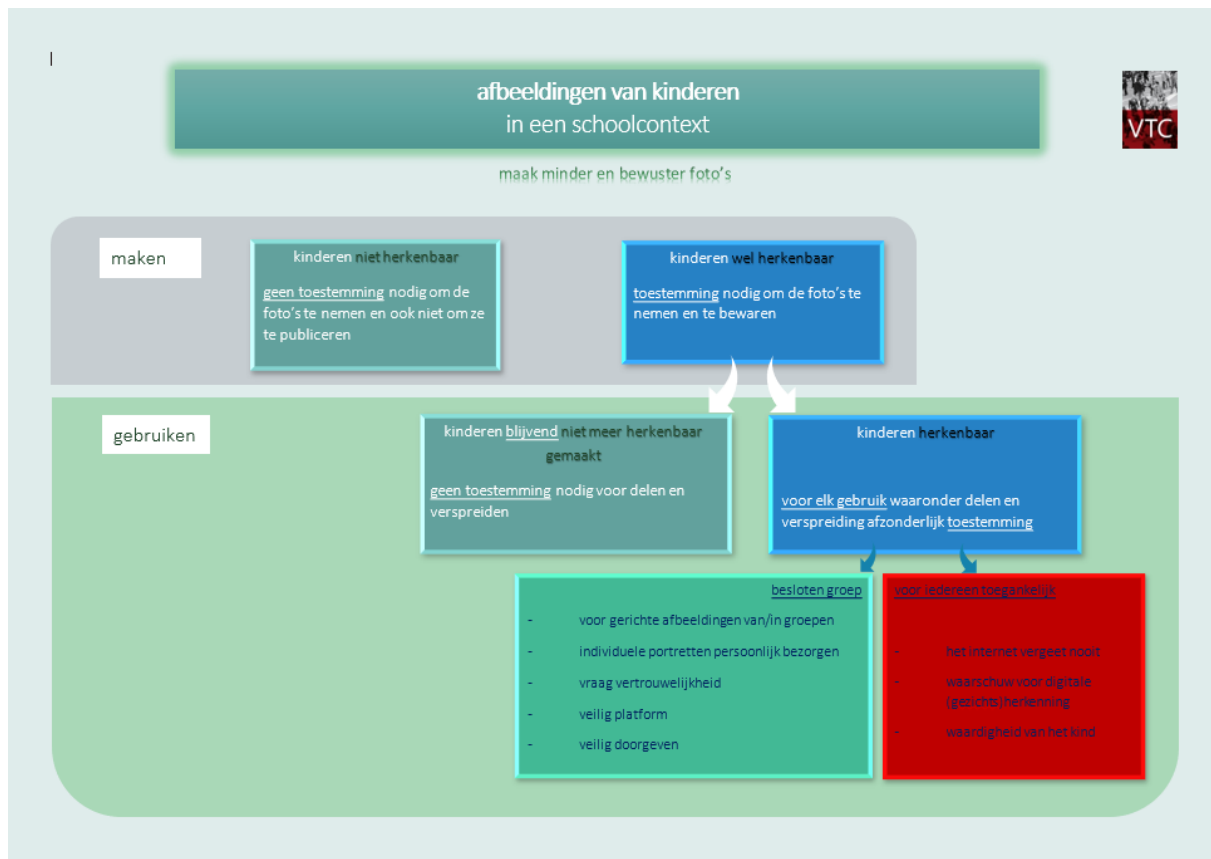 afbeeldingen van kinderen
in een schoolcontext
VTC
maak minder en bewuster foto's
maken
kinderen niet herkenbaar
geen toestemming nodig om de
foto's te nemen en ook niet om ze
te publiceren
kinderen wel herkenbaar
toestemming nodig om de foto's te
nemen en te bewaren
gebruiken
kinderen blijvend niet meer herkenbaar
gemaakt
geen toestemming nodig voor delen en
verspreiden
kinderen herkenbaar
voor elk gebruik waaronder delen en
verspreiding afzonderlijk toestemming
besloten groep
- voor gerichte afbeeldingen van/in groepen
- individuele portretten persoonlijk bezorgen
- vraag vertrouwelijkheid
- veilig platform
- veilig doorgeven
voor iedereen toegankelijk
- het internet vergeet nooit
- waarschuw voor digitale
(gezichts)herkenning
- waardigheid van het kind